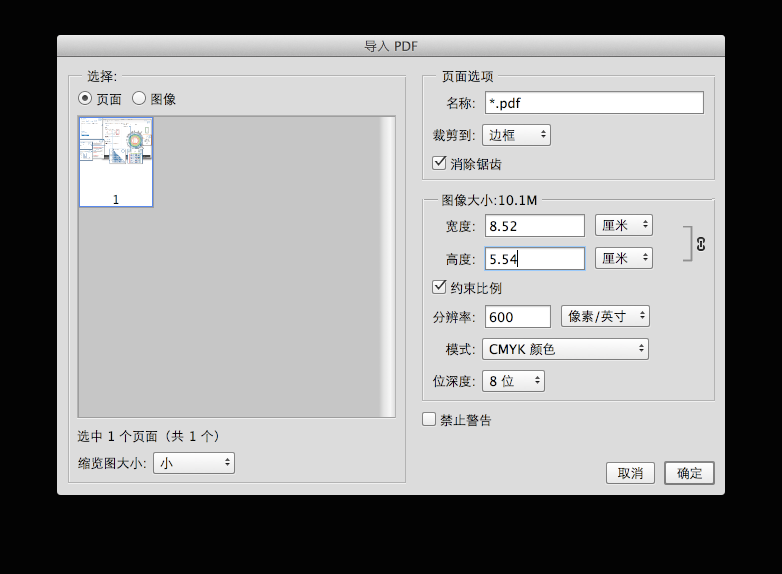 导入 PDF
选择:
页面 图像
1
选中 1 个页面（共 1 个）
缩览图大小: 小
页面选项
名称: *.pdf
裁剪到: 边框
消除锯齿
图像大小:10.1M
宽度: 8.52 厘米
高度: 5.54 厘米
约束比例
分辨率: 600 像素/英寸
模式: CMYK 颜色
位深度: 8 位
禁止警告
取消 确定